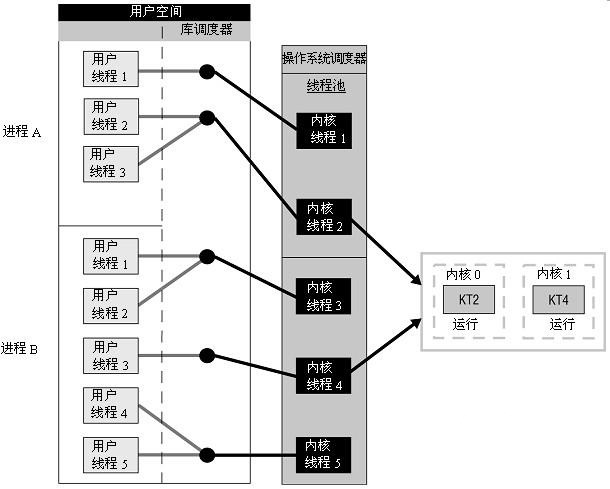 用户空间
库调度器
操作系统调度器
线程池
进程 A
用户
线程 1
用户
线程 2
用户
线程 3
内核
线程 1
内核
线程 2
进程 B
用户
线程 1
用户
线程 2
用户
线程 3
用户
线程 4
用户
线程 5
内核
线程 3
内核
线程 4
内核
线程 5
内核 0
KT2
运行
内核 1
KT4
运行